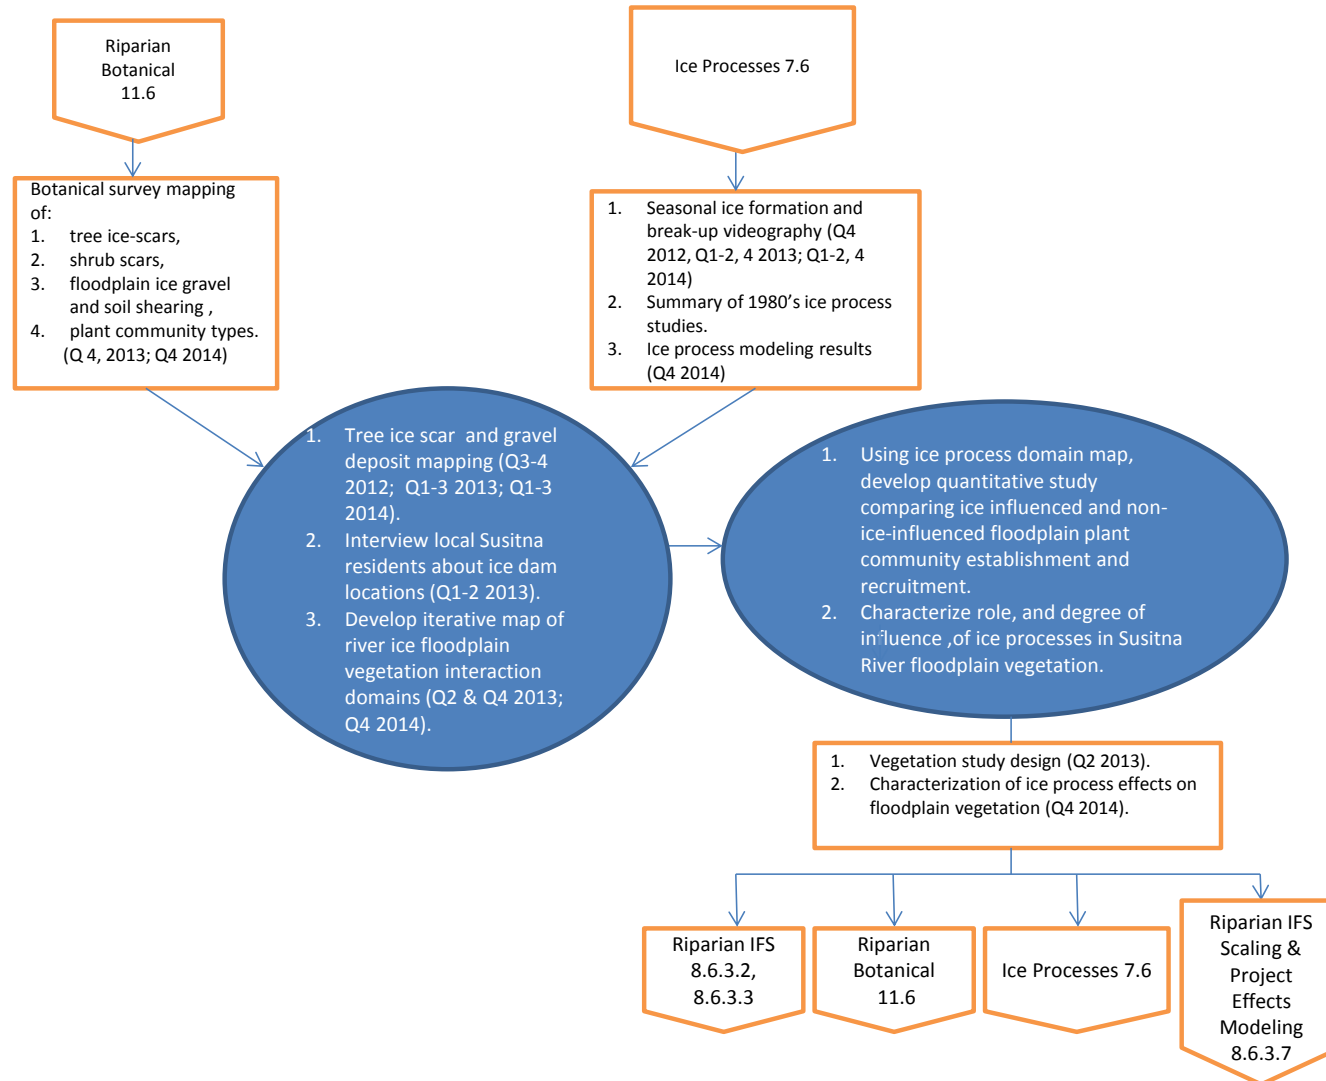 Riparian
Botanical
11.6
Ice Processes 7.6
Botanical survey mapping
of:
1. tree ice-scars,
2. shrub scars,
3. floodplain ice gravel
and soil shearing ,
4. plant community types.
(Q 4, 2013; Q4 2014)
1. Seasonal ice formation and
break-up videography (Q4
2012, Q1-2, 4 2013; Q1-2, 4
2014)
2. Summary of 1980’s ice process
studies.
3. Ice process modeling results
(Q4 2014)
1. Tree ice scar and gravel
deposit mapping (Q3-4
2012; Q1-3 2013; Q1-3
2014).
2. Interview local Susitna
residents about ice dam
locations (Q1-2 2013).
3. Develop iterative map of
river ice floodplain
vegetation interaction
domains (Q2 & Q4 2013;
Q4 2014).
1. Using ice process domain map,
develop quantitative study
comparing ice influenced and non-
ice-influenced floodplain plant
community establishment and
recruitment.
2. Characterize role, and degree of
influence ,of ice processes in Susitna
River floodplain vegetation.
1. Vegetation study design (Q2 2013).
2. Characterization of ice process effects on
floodplain vegetation (Q4 2014).
Riparian IFS
8.6.3.2,
8.6.3.3
Riparian
Botanical
11.6
Ice Processes 7.6
Riparian IFS
Scaling &
Project
Effects
Modeling
8.6.3.7